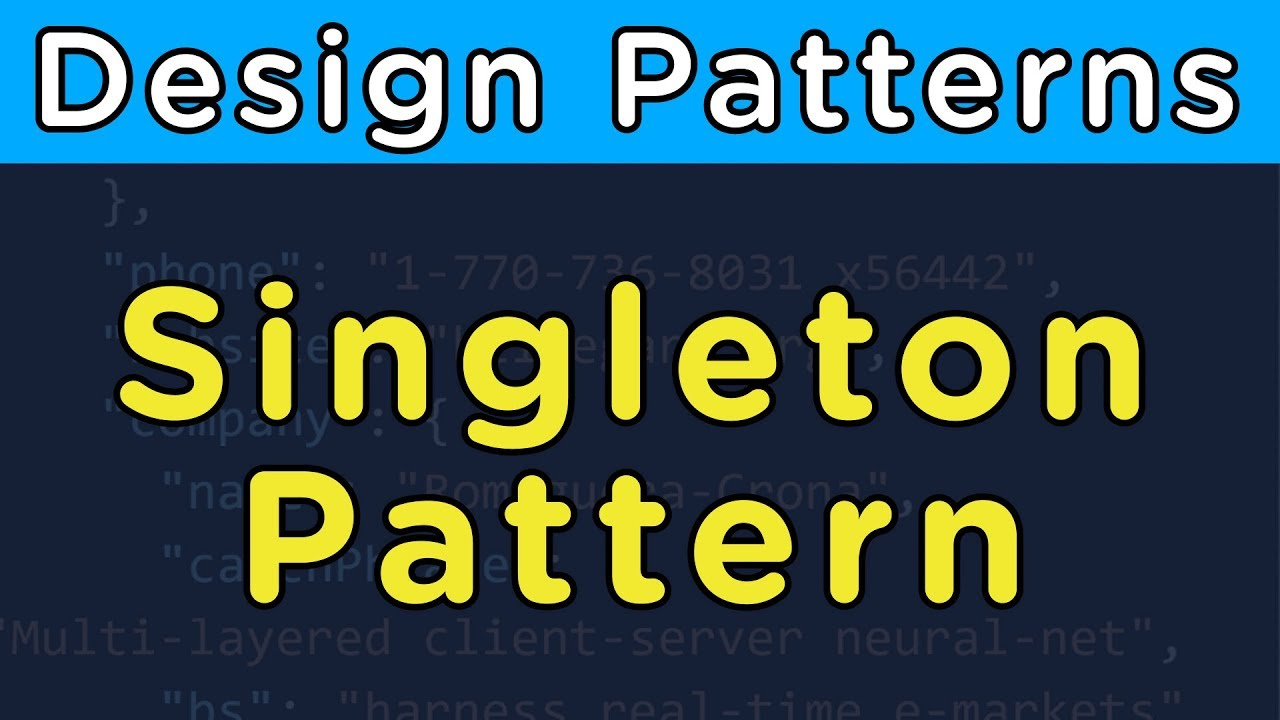 Design Patterns
},
"phone": "1-770-736-8031 x56442",
Singleton
"company": {
Pattern
"Multi-layered client-server neural-net",
"bs": "harness real-time e-markets"